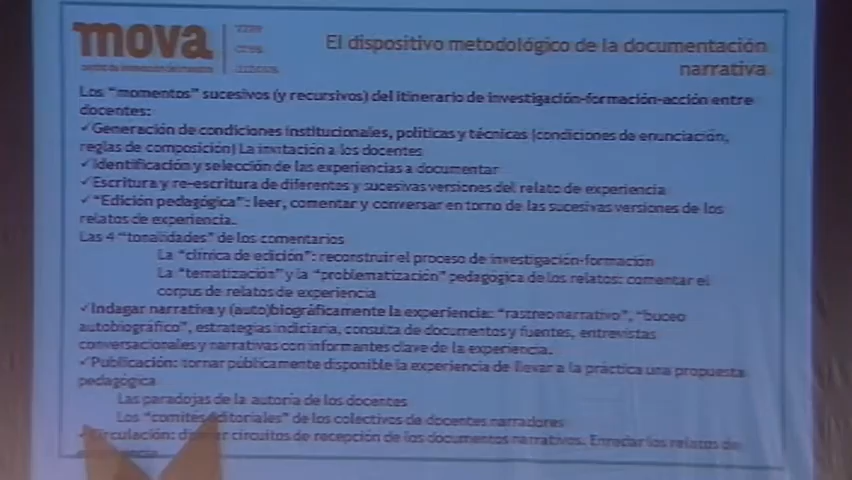 mova
El dispositivo metodológico de la documentación
narrativa
Los "momentos" sucesivos (y recursivos) del itinerario de investigación-formación-acción entre
docentes:
✓Generación de condiciones institucionales, políticas y técnicas (condiciones de enunciación,
reglas de composición) La invitación a los docentes
✓Identificación y selección de las experiencias a documentar
✓Escritura y re-escritura de diferentes y sucesivas versiones del relato de experiencia
✓"Edición pedagógica": leer, comentar y conversar en torno de las sucesivas versiones de los
relatos de experiencia.
Las 4 "tonalidades" de los comentarios
La "clínica de edición": reconstruir el proceso de investigación-formación
La "tematización" y la "problematización" pedagógica de los relatos: comentar el
corpus de relatos de experiencia
✓Indagar narrativa y (auto)biográficamente la experiencia: "rastreo narrativo", "buceo
autobiográfico", estrategias indiciaria, consulta de documentos y fuentes, entrevistas
conversacionales y narrativas con informantes clave de la experiencia.
✓Publicación: tornar públicamente disponible la experiencia de llevar a la práctica una propuesta
pedagógica
Las paradojas de la autoría de los docentes
Los "comités editoriales" de los colectivos de docentes narradores
circuitos de recepción de los documentos narrativos. Enredar los relatos de